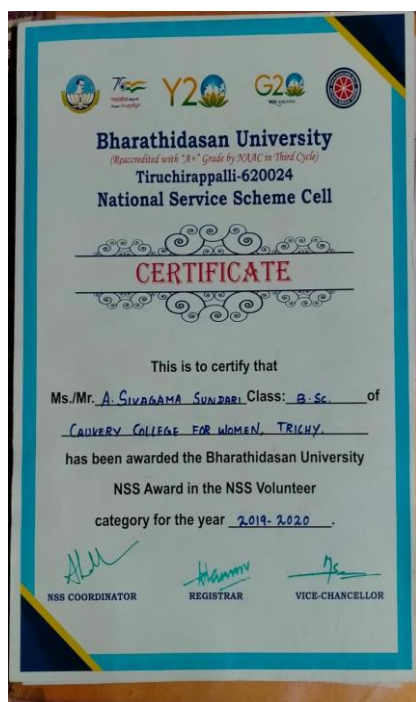 Y20
G20
Bharathidasan University
(Reaccredited with "A+" Grade by NAAC in Third Cycle)
Tiruchirappalli-620024
National Service Scheme Cell
CERTIFICATE
This is to certify that
Ms./Mr. A. SIVAGAMA SUNDARI Class: B.Sc. of
CAUVERY COLLEGE FOR WOMEN, TRICHY.
has been awarded the Bharathidasan University
NSS Award in the NSS Volunteer
category for the year 2019-2020.
NSS COORDINATOR REGISTRAR VICE-CHANCELLOR